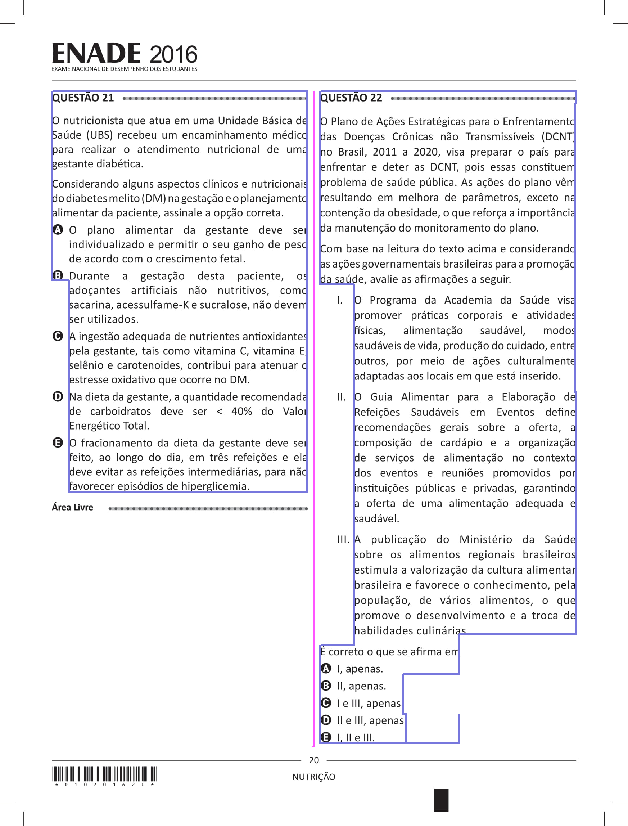 ENADE 2016
EXAME NACIONAL DE DESEMPENHO DOS ESTUDANTES
QUESTÃO 21
O nutricionista que atua em uma Unidade Básica de
Saúde (UBS) recebeu um encaminhamento médico
para realizar o atendimento nutricional de uma
gestante diabética.
Considerando alguns aspectos clínicos e nutricionais
do diabetes melito (DM) na gestação e o planejamento
alimentar da paciente, assinale a opção correta.
A O plano alimentar da gestante deve ser
individualizado e permitir o seu ganho de peso
de acordo com o crescimento fetal.
B Durante a gestação desta paciente, os
adoçantes artificiais não nutritivos, como
sacarina, acessulfame-K e sucralose, não devem
ser utilizados.
C A ingestão adequada de nutrientes antioxidantes
pela gestante, tais como vitamina C, vitamina E,
selênio e carotenoides, contribui para atenuar o
estresse oxidativo que ocorre no DM.
D Na dieta da gestante, a quantidade recomendada
de carboidratos deve ser < 40% do Valor
Energético Total.
E O fracionamento da dieta da gestante deve ser
feito, ao longo do dia, em três refeições e ela
deve evitar as refeições intermediárias, para não
favorecer episódios de hiperglicemia.
Área Livre
QUESTÃO 22
O Plano de Ações Estratégicas para o Enfrentamento
das Doenças Crônicas não Transmissíveis (DCNT)
no Brasil, 2011 a 2020, visa preparar o país para
enfrentar e deter as DCNT, pois essas constituem
problema de saúde pública. As ações do plano vêm
resultando em melhora de parâmetros, exceto na
contenção da obesidade, o que reforça a importância
da manutenção do monitoramento do plano.
Com base na leitura do texto acima e considerando
as ações governamentais brasileiras para a promoção
da saúde, avalie as afirmações a seguir.
I. O Programa da Academia da Saúde visa
promover práticas corporais e atividades
físicas, alimentação saudável, modos
saudáveis de vida, produção do cuidado, entre
outros, por meio de ações culturalmente
adaptadas aos locais em que está inserido.
II. O Guia Alimentar para a Elaboração de
Refeições Saudáveis em Eventos define
recomendações gerais sobre a oferta, a
composição de cardápio e a organização
de serviços de alimentação no contexto
dos eventos e reuniões promovidos por
instituições públicas e privadas, garantindo
a oferta de uma alimentação adequada e
saudável.
III. A publicação do Ministério da Saúde
sobre os alimentos regionais brasileiros
estimula a valorização da cultura alimentar
brasileira e favorece o conhecimento, pela
população, de vários alimentos, o que
promove o desenvolvimento e a troca de
habilidades culinárias.
É correto o que se afirma em
A I, apenas.
B II, apenas.
C I e III, apenas.
D II e III, apenas.
E I, II e III.
20
NUTRIÇÃO